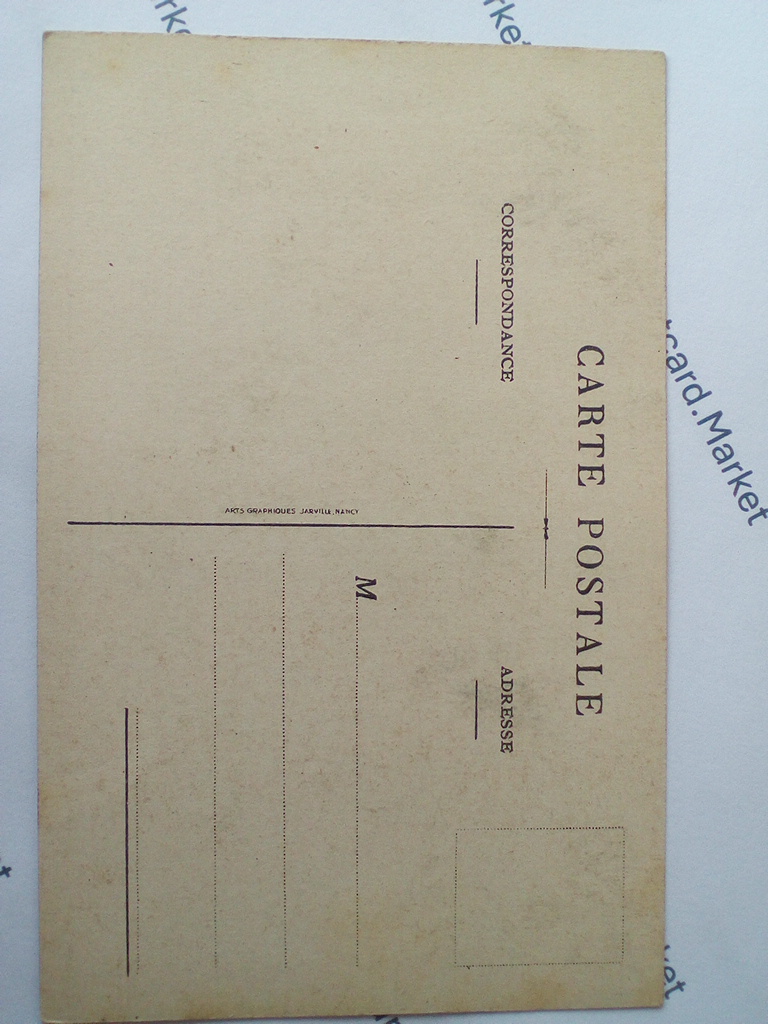 CARTE POSTALE
CORRESPONDANCE
ADRESSE
M
ARTS GRAPHIQUES JARVILLE, NANCY
card.Market